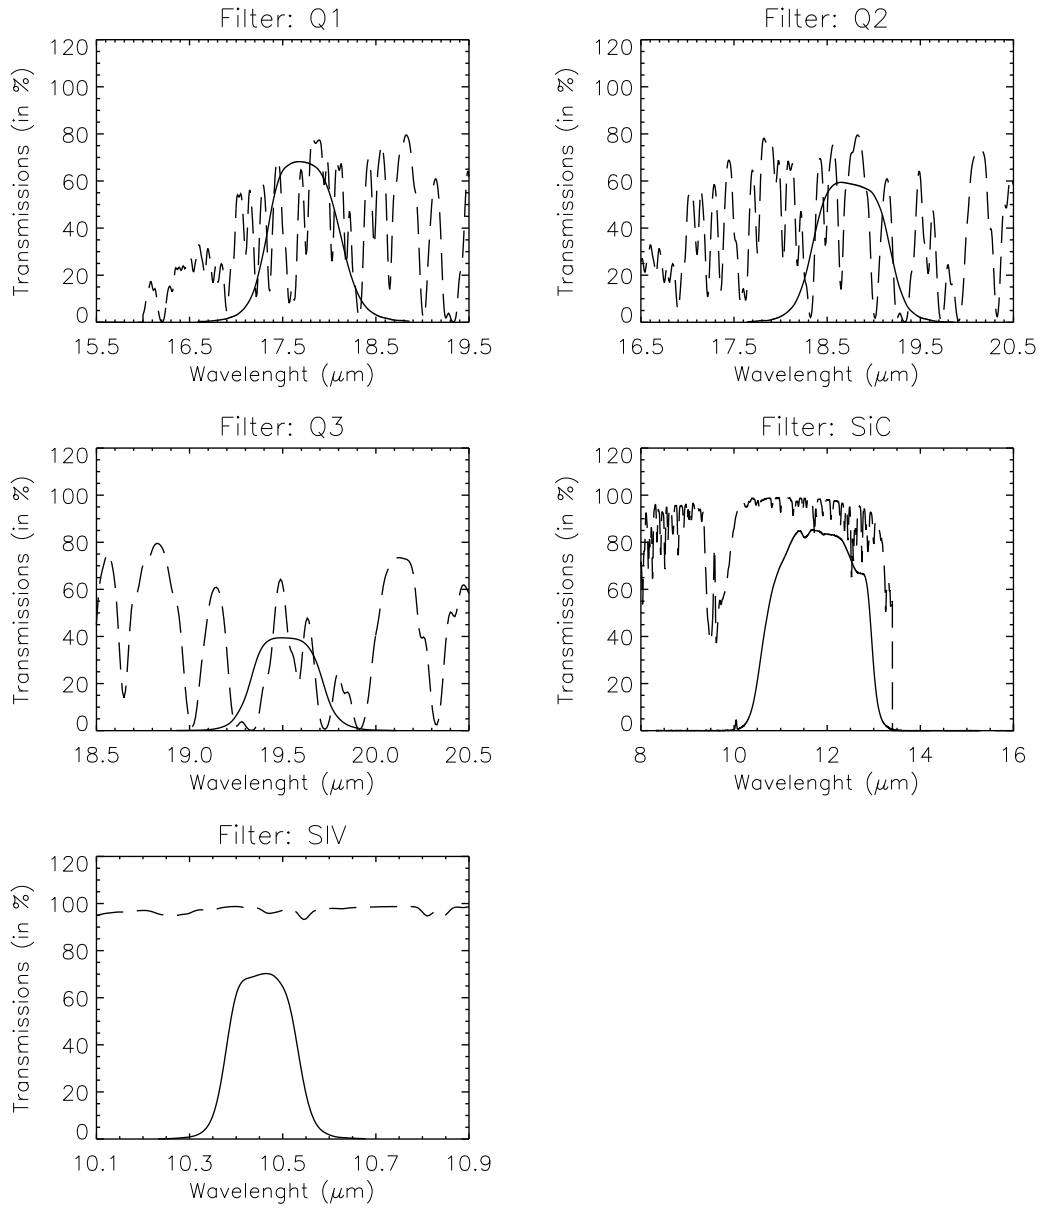 Filter: Q1
120
100
80
60
40
20
0
Transmissions (in %)
15.5 16.5 17.5 18.5 19.5
Wavelenght (μm)
Filter: Q2
120
100
80
60
40
20
0
Transmissions (in %)
16.5 17.5 18.5 19.5 20.5
Wavelenght (μm)
Filter: Q3
120
100
80
60
40
20
0
Transmissions (in %)
18.5 19.0 19.5 20.0 20.5
Wavelenght (μm)
Filter: SiC
120
100
80
60
40
20
0
Transmissions (in %)
8 10 12 14 16
Wavelenght (μm)
Filter: SIV
120
100
80
60
40
20
0
Transmissions (in %)
10.1 10.3 10.5 10.7 10.9
Wavelenght (μm)